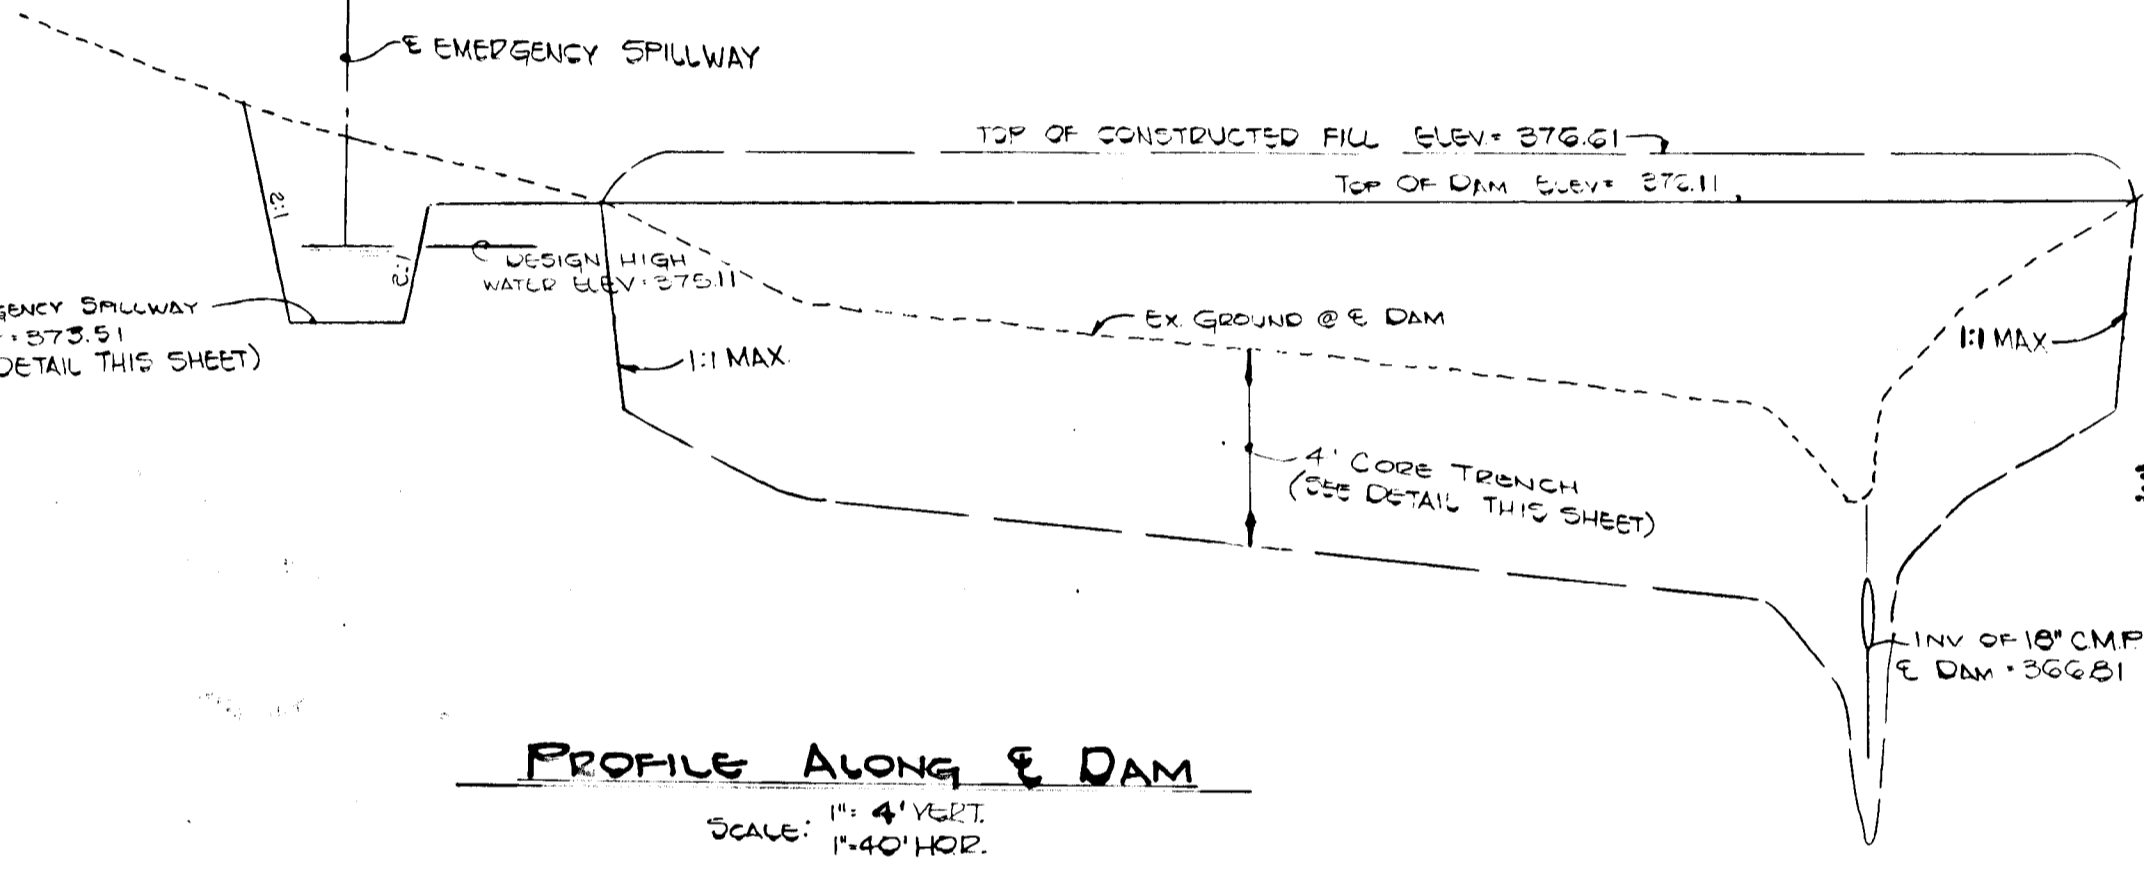 ℄ EMERGENCY SPILLWAY
TOP OF CONSTRUCTED FILL ELEV= 376.61
TOP OF DAM ELEV= 376.11
2:1
2:1
DESIGN HIGH
WATER ELEV= 375.11
GENCY SPILLWAY
= 373.51
DETAIL THIS SHEET)
EX. GROUND @ ℄ DAM
1:1 MAX.
1:1 MAX
4' CORE TRENCH
(SEE DETAIL THIS SHEET)
INV OF 18" C.M.P
℄ DAM = 366.81
PROFILE ALONG ℄ DAM
SCALE: 1"= 4' VERT.
1"=40' HOR.